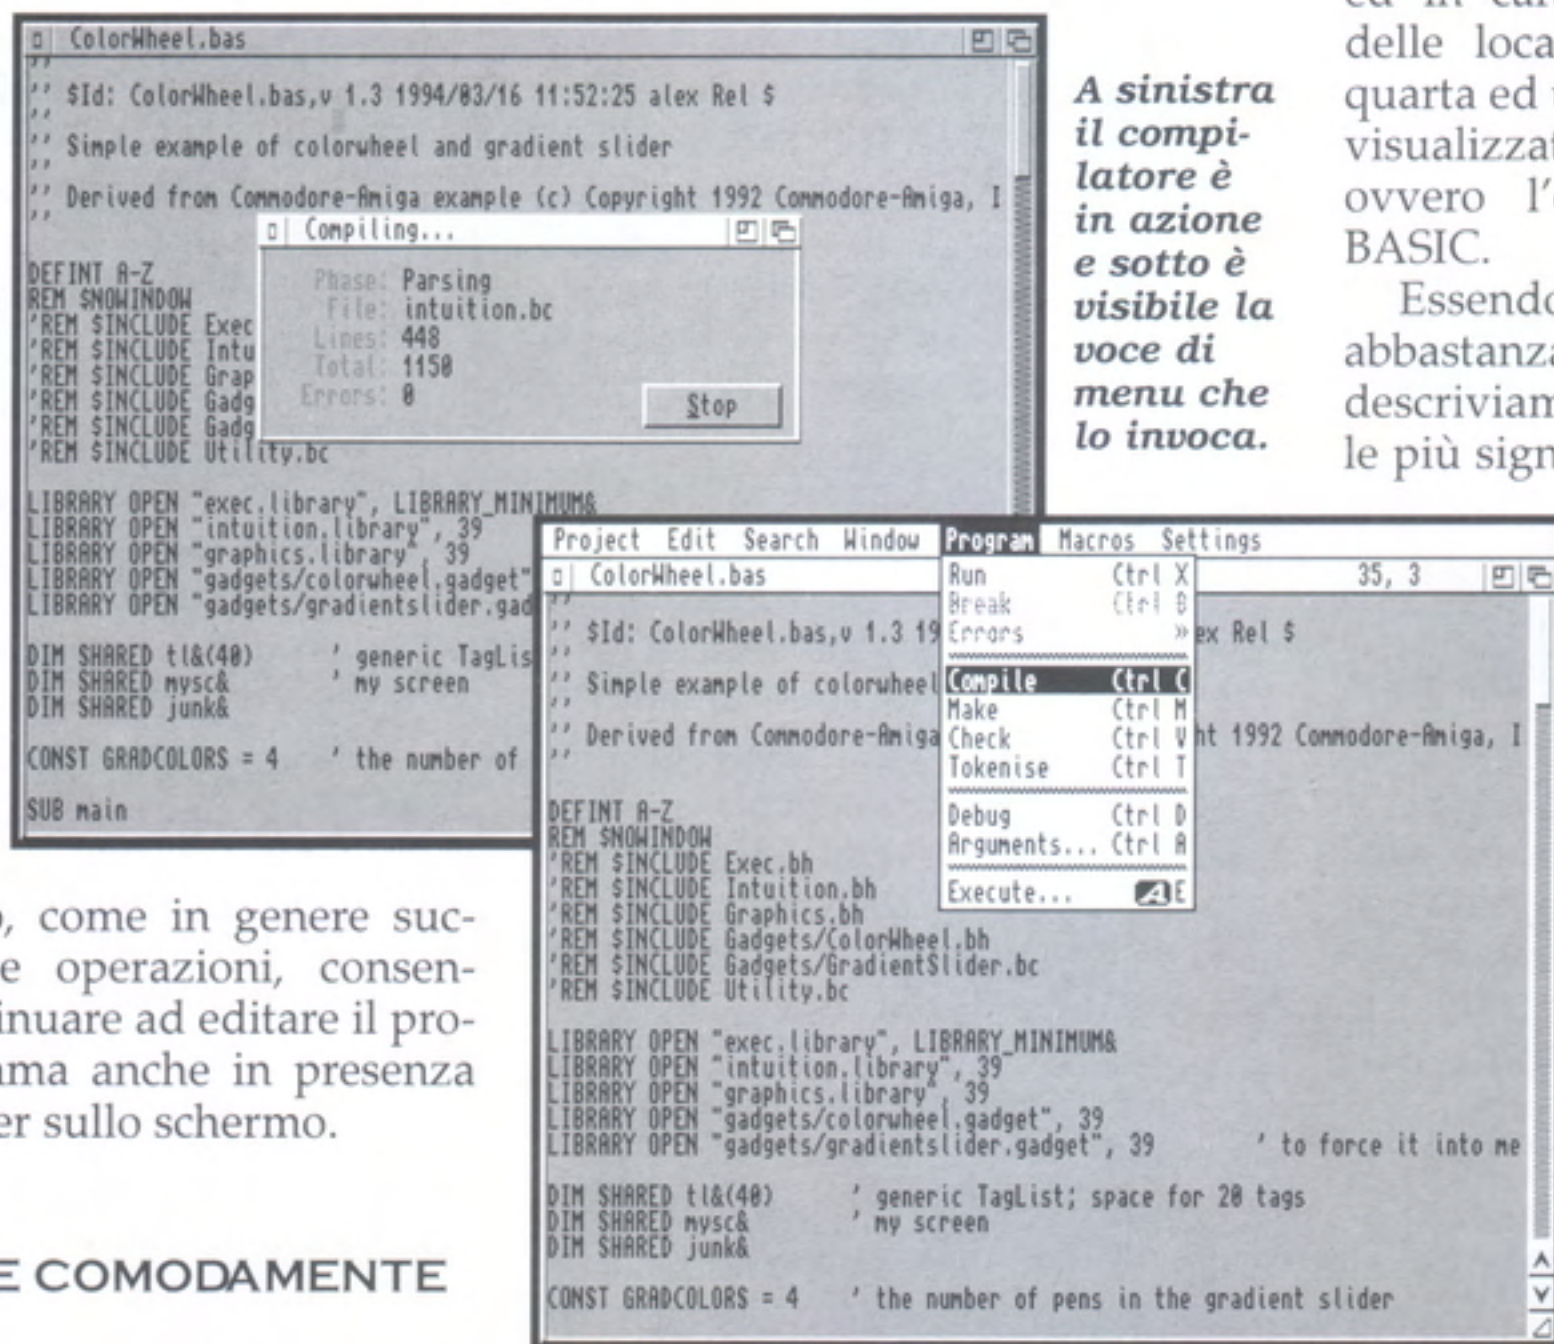 ColorWheel.bas
''
'' $Id: ColorWheel.bas,v 1.3 1994/03/16 11:52:25 alex Rel $
''
'' Simple example of colorwheel and gradient slider
''
'' Derived from Commodore-Amiga example (c) Copyright 1992 Commodore-Amiga, I
''
DEFINT A-Z
REM $NOWINDOW
'REM $INCLUDE Exec
'REM $INCLUDE Intu
'REM $INCLUDE Grap
'REM $INCLUDE Gadg
'REM $INCLUDE Gadg
'REM $INCLUDE Utility.bc
LIBRARY OPEN "exec.library", LIBRARY_MINIMUM&
LIBRARY OPEN "intuition.library", 39
LIBRARY OPEN "graphics.library", 39
LIBRARY OPEN "gadgets/colorwheel.gadget"
LIBRARY OPEN "gadgets/gradientslider.gad
DIM SHARED tl&(40) ' generic TagLis
DIM SHARED mysc& ' my screen
DIM SHARED junk&
CONST GRADCOLORS = 4 ' the number of
SUB main
Compiling...
Phase: Parsing
File: intuition.bc
Lines: 448
Total: 1150
Errors: 0
Stop
A sinistra
il compi-
latore è
in azione
e sotto è
visibile la
voce di
menu che
lo invoca.
delle loca
quarta ed
visualizzat
ovvero l'
BASIC.
Essendo
abbastanza
descriviam
le più sign
Project Edit Search Window Program Macros Settings
ColorWheel.bas 35, 3
Run Ctrl X
Break Ctrl B
Errors »
Compile Ctrl C
Make Ctrl M
Check Ctrl V
Tokenise Ctrl T
Debug Ctrl D
Arguments... Ctrl A
Execute... A E
''
'' $Id: ColorWheel.bas,v 1.3 19 ex Rel $
''
'' Simple example of colorwheel
''
'' Derived from Commodore-Amiga ht 1992 Commodore-Amiga, I
''
DEFINT A-Z
REM $NOWINDOW
'REM $INCLUDE Exec.bh
'REM $INCLUDE Intuition.bh
'REM $INCLUDE Graphics.bh
'REM $INCLUDE Gadgets/ColorWheel.bh
'REM $INCLUDE Gadgets/GradientSlider.bc
'REM $INCLUDE Utility.bc
LIBRARY OPEN "exec.library", LIBRARY_MINIMUM&
LIBRARY OPEN "intuition.library", 39
LIBRARY OPEN "graphics.library", 39
LIBRARY OPEN "gadgets/colorwheel.gadget", 39
LIBRARY OPEN "gadgets/gradientslider.gadget", 39 ' to force it into me
DIM SHARED tl&(40) ' generic TagList; space for 20 tags
DIM SHARED mysc& ' my screen
DIM SHARED junk&
CONST GRADCOLORS = 4 ' the number of pens in the gradient slider
, come in genere suc-
e operazioni, consen-
inuare ad editare il pro-
ma anche in presenza
er sullo schermo.
E COMODAMENTE